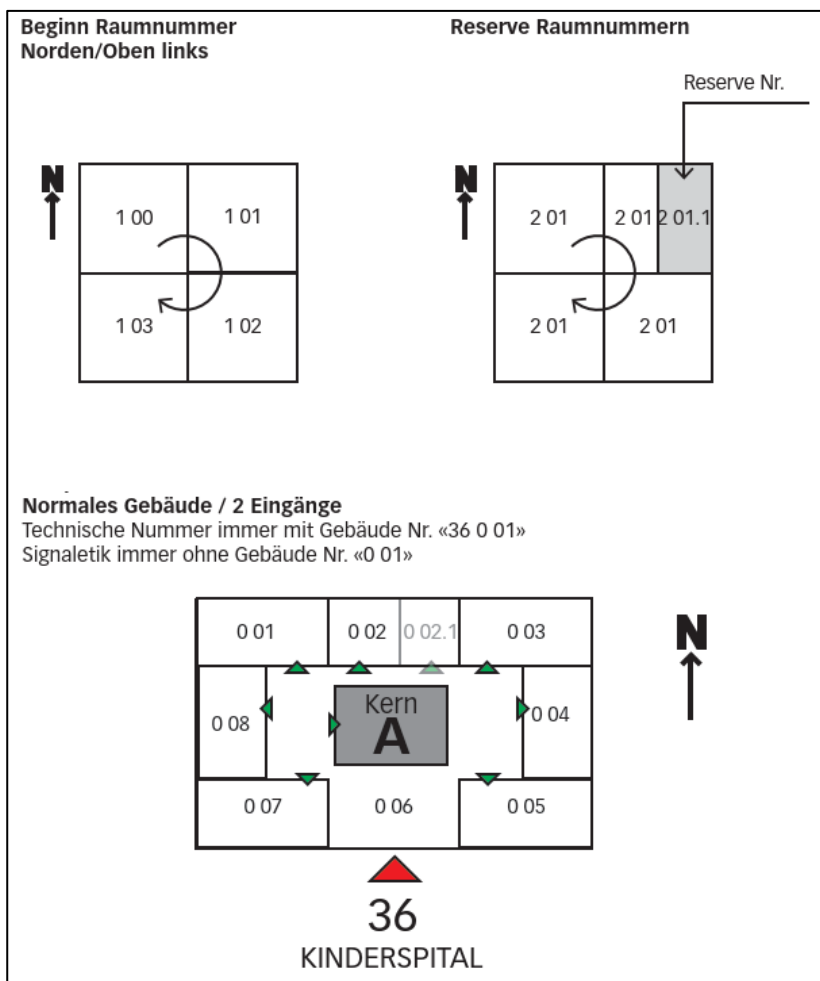 Beginn Raumnummer
Norden/Oben links
N
1 00
1 01
1 03
1 02
Reserve Raumnummern
Reserve Nr.
N
2 01
2 01
2 01.1
2 01
2 01
Normales Gebäude / 2 Eingänge
Technische Nummer immer mit Gebäude Nr. «36 0 01»
Signaletik immer ohne Gebäude Nr. «0 01»
0 01
0 02
0 02.1
0 03
N
0 08
Kern
A
0 04
0 07
0 06
0 05
36
KINDERSPITAL